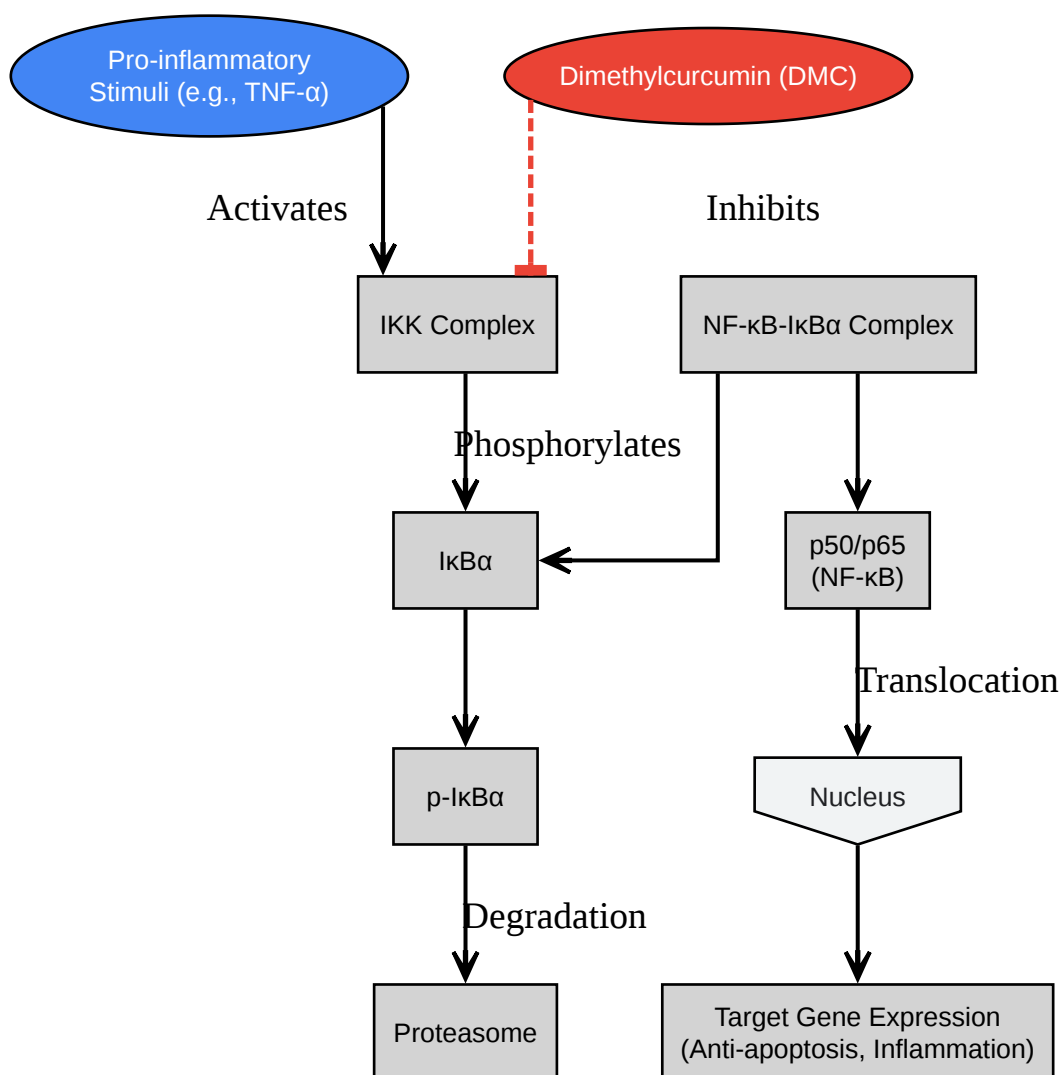 Pro-inflammatory
Stimuli (e.g., TNF-α)
Dimethylcurcumin (DMC)
Activates
Inhibits
IKK Complex
NF-κB-IκBα Complex
Phosphorylates
IκBα
p50/p65
(NF-κB)
Translocation
p-IκBα
Nucleus
Degradation
Proteasome
Target Gene Expression
(Anti-apoptosis, Inflammation)